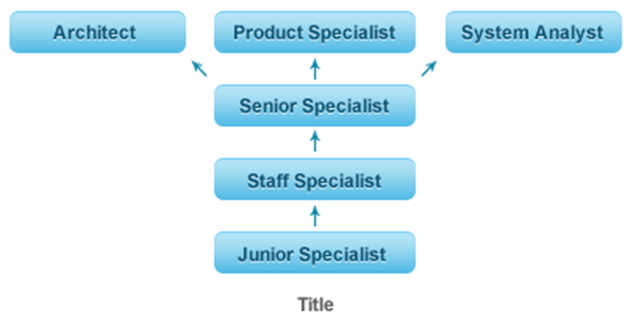 Architect
Product Specialist
System Analyst
Senior Specialist
Staff Specialist
Junior Specialist
Title